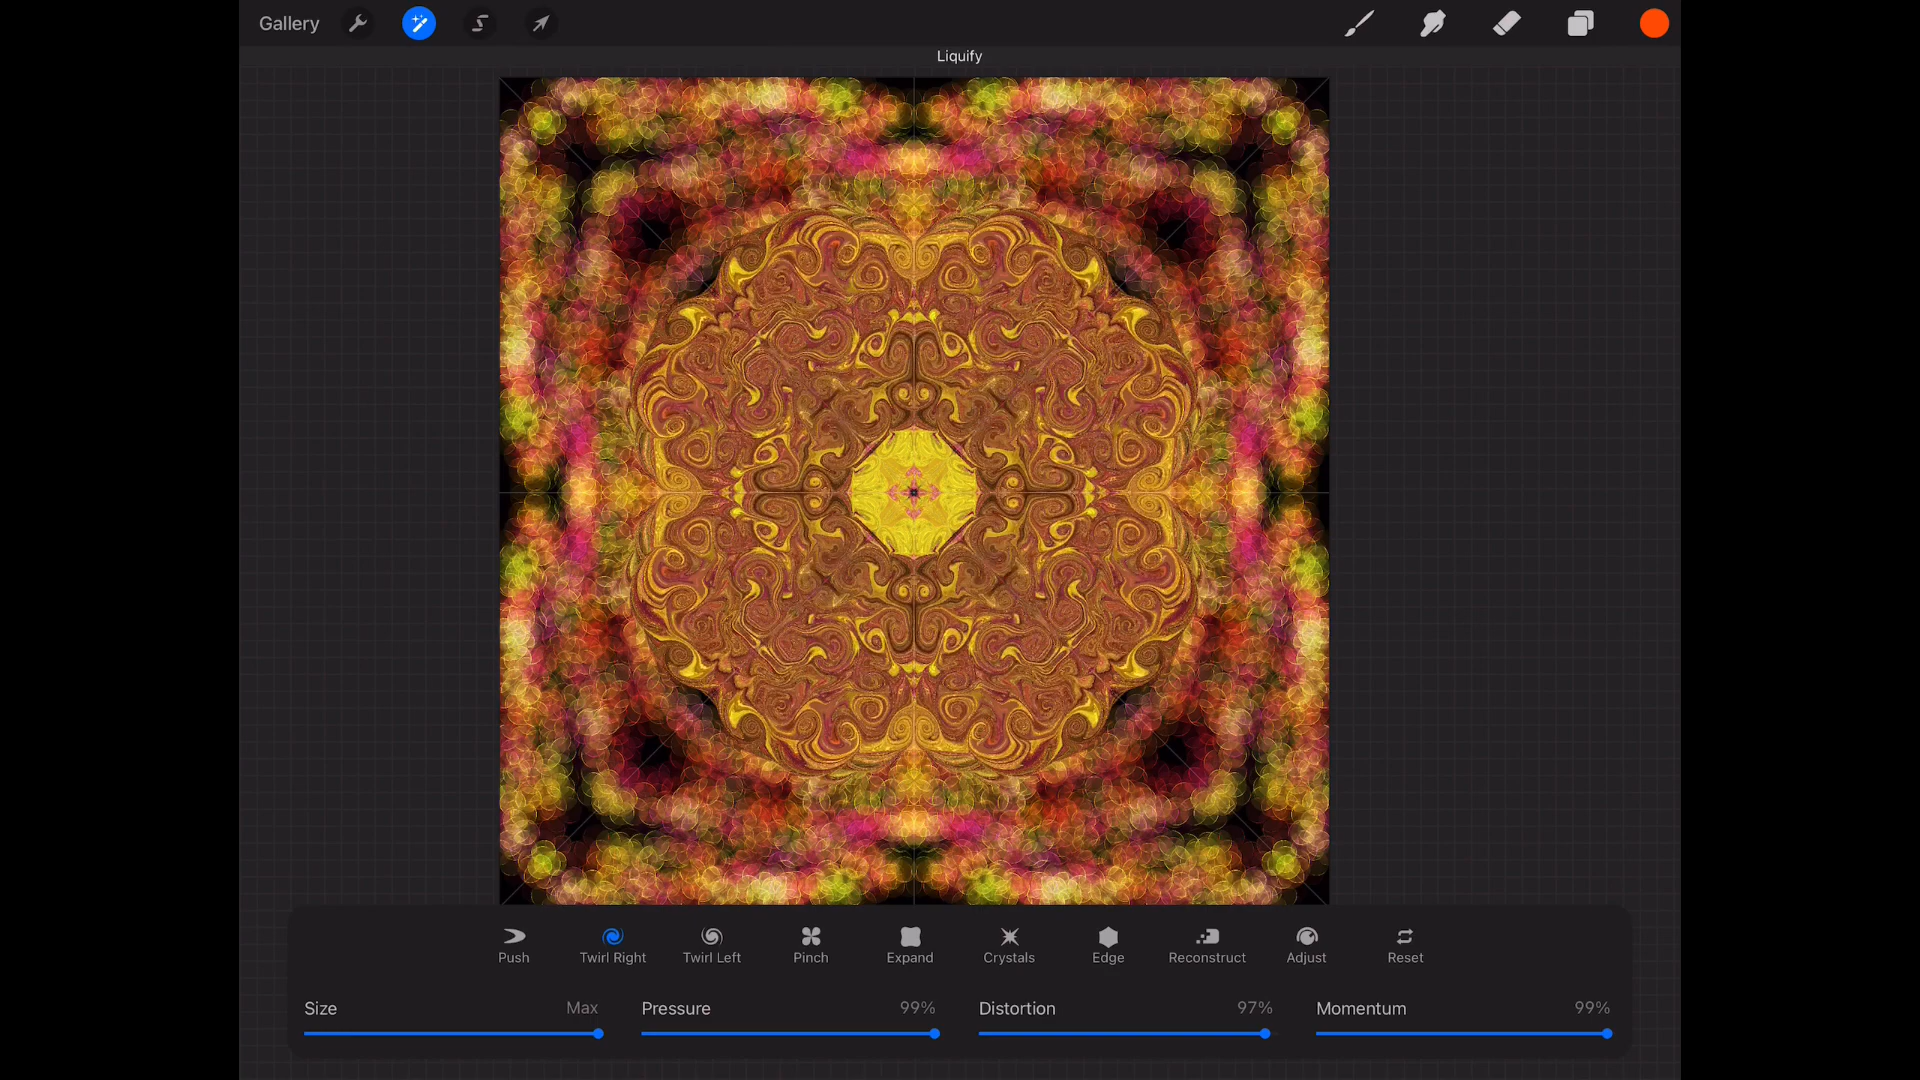 Gallery
Liquify
Push Twirl Right Twirl Left Pinch Expand Crystals Edge Reconstruct Adjust Reset
Size Max Pressure 99% Distortion 97% Momentum 99%